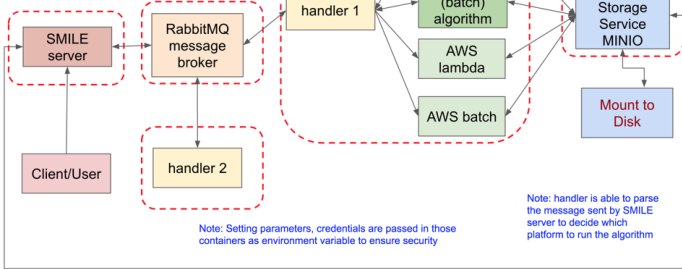 SMILE
server
RabbitMQ
message
broker
handler 1
(batch)
algorithm
AWS
lambda
AWS batch
Storage
Service
MINIO
Mount to
Disk
Client/User
handler 2
Note: Setting parameters, credentials are passed in those
containers as environment variable to ensure security
Note: handler is able to parse
the message sent by SMILE
server to decide which
platform to run the algorithm